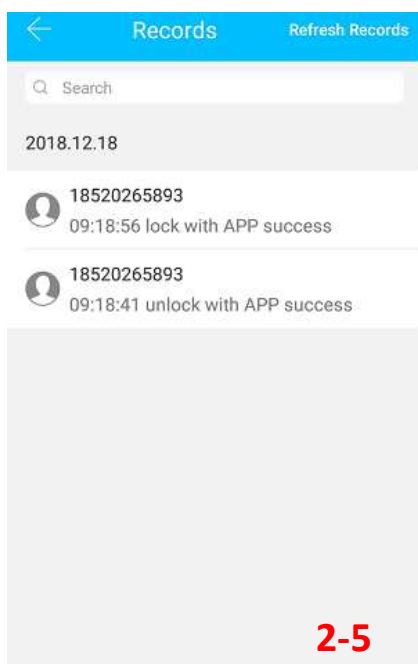 Records
Refresh Records
Search
2018.12.18
18520265893
09:18:56 lock with APP success
18520265893
09:18:41 unlock with APP success
2-5